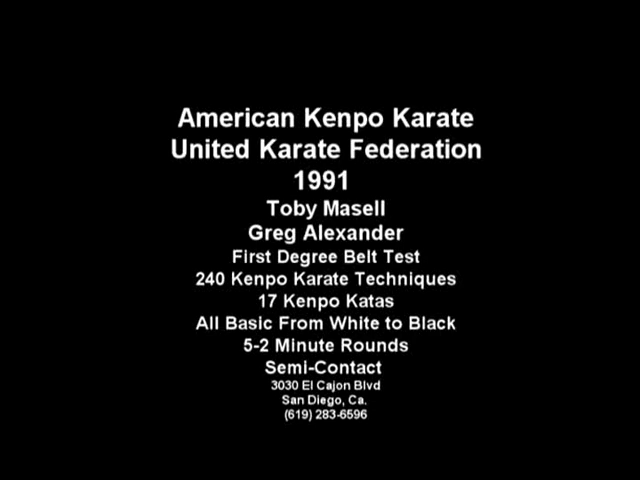 American Kenpo Karate
United Karate Federation
1991
Toby Masell
Greg Alexander
First Degree Belt Test
240 Kenpo Karate Techniques
17 Kenpo Katas
All Basic From White to Black
5-2 Minute Rounds
Semi-Contact
3030 El Cajon Blvd
San Diego, Ca.
(619) 283-6596